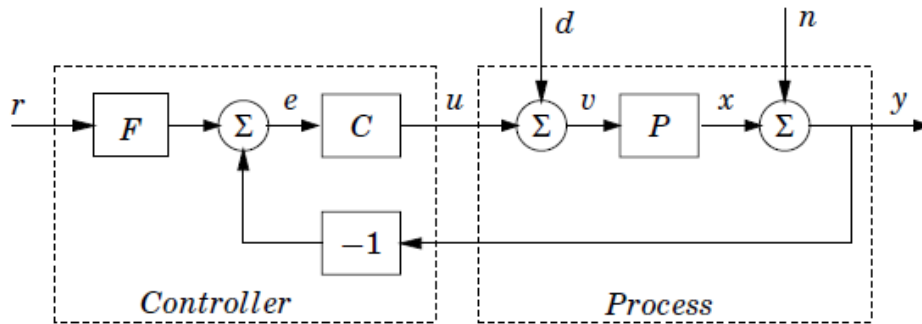 d
n
r
F
Σ
e
C
u
Σ
v
P
x
Σ
y
−1
Controller
Process